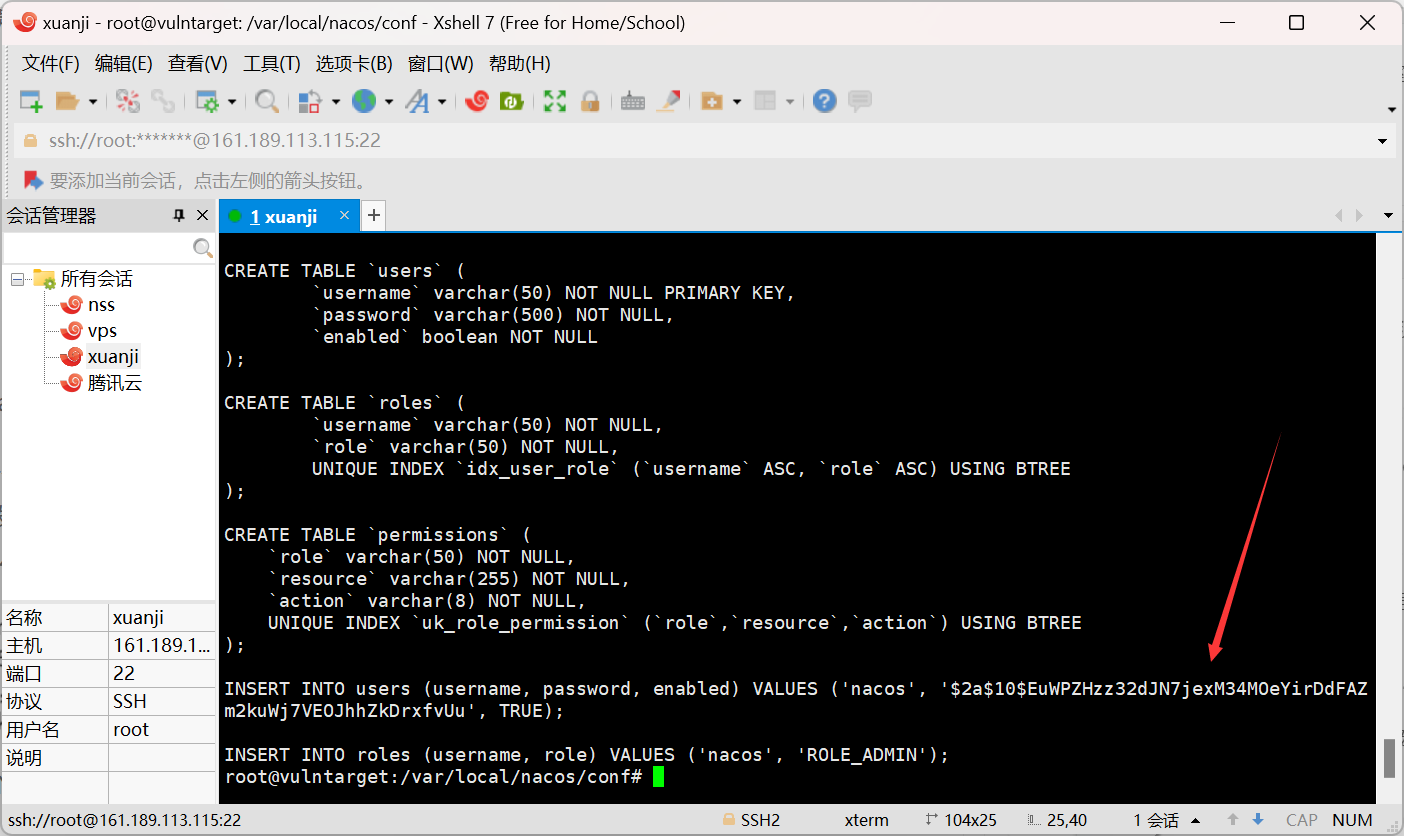 xuanji - root@vulntarget: /var/local/nacos/conf - Xshell 7 (Free for Home/School)
文件(F) 编辑(E) 查看(V) 工具(T) 选项卡(B) 窗口(W) 帮助(H)
ssh://root:*******@161.189.113.115:22
要添加当前会话，点击左侧的箭头按钮。
会话管理器
1 xuanji
所有会话
nss
vps
xuanji
腾讯云
名称 xuanji
主机 161.189.1...
端口 22
协议 SSH
用户名 root
说明
CREATE TABLE `users` (
`username` varchar(50) NOT NULL PRIMARY KEY,
`password` varchar(500) NOT NULL,
`enabled` boolean NOT NULL
);
CREATE TABLE `roles` (
`username` varchar(50) NOT NULL,
`role` varchar(50) NOT NULL,
UNIQUE INDEX `idx_user_role` (`username` ASC, `role` ASC) USING BTREE
);
CREATE TABLE `permissions` (
`role` varchar(50) NOT NULL,
`resource` varchar(255) NOT NULL,
`action` varchar(8) NOT NULL,
UNIQUE INDEX `uk_role_permission` (`role`,`resource`,`action`) USING BTREE
);
INSERT INTO users (username, password, enabled) VALUES ('nacos', '$2a$10$EuWPZHzz32dJN7jexM34MOeYirDdFAZ
m2kuWj7VEOJhhZkDrxfvUu', TRUE);
INSERT INTO roles (username, role) VALUES ('nacos', 'ROLE_ADMIN');
root@vulntarget:/var/local/nacos/conf#
ssh://root@161.189.113.115:22 SSH2 xterm 104x25 25,40 1 会话 CAP NUM